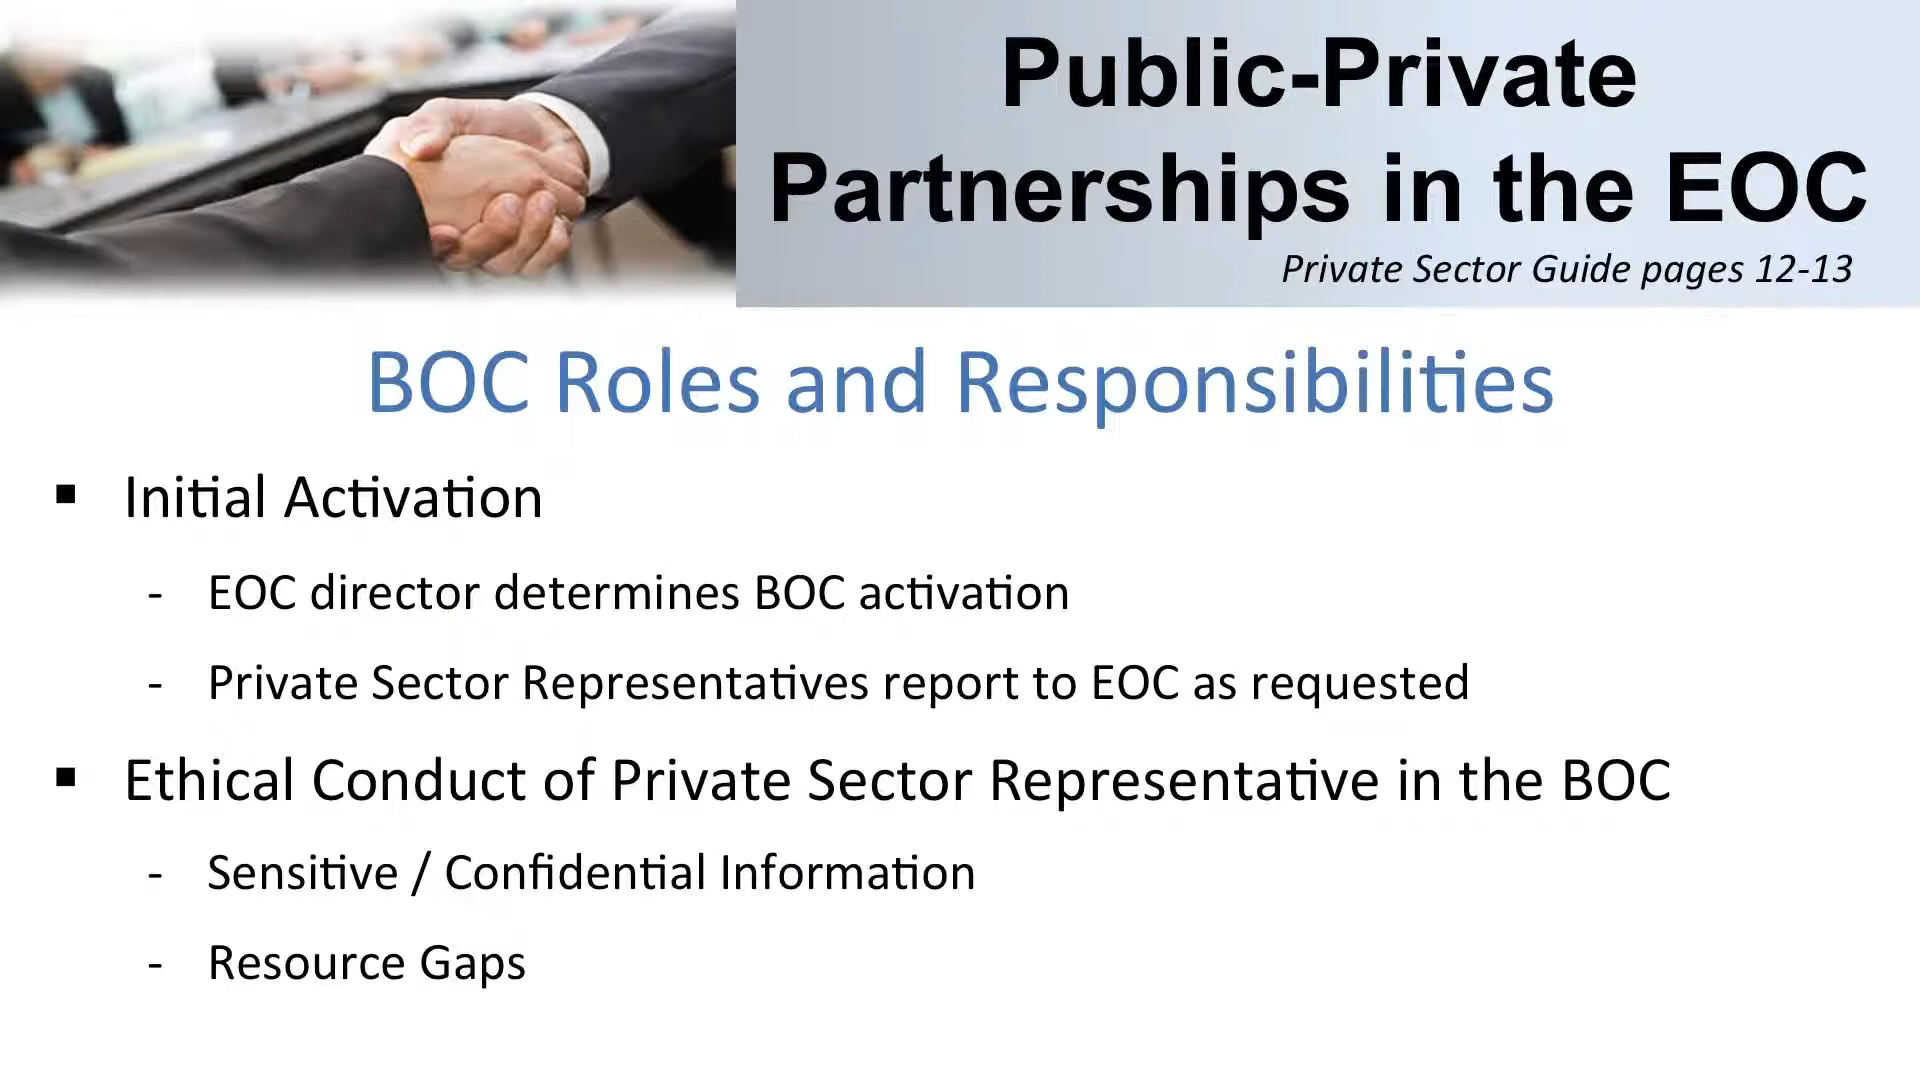 Public-Private
Partnerships in the EOC
Private Sector Guide pages 12-13
BOC Roles and Responsibilities
▪ Initial Activation
- EOC director determines BOC activation
- Private Sector Representatives report to EOC as requested
▪ Ethical Conduct of Private Sector Representative in the BOC
- Sensitive / Confidential Information
- Resource Gaps